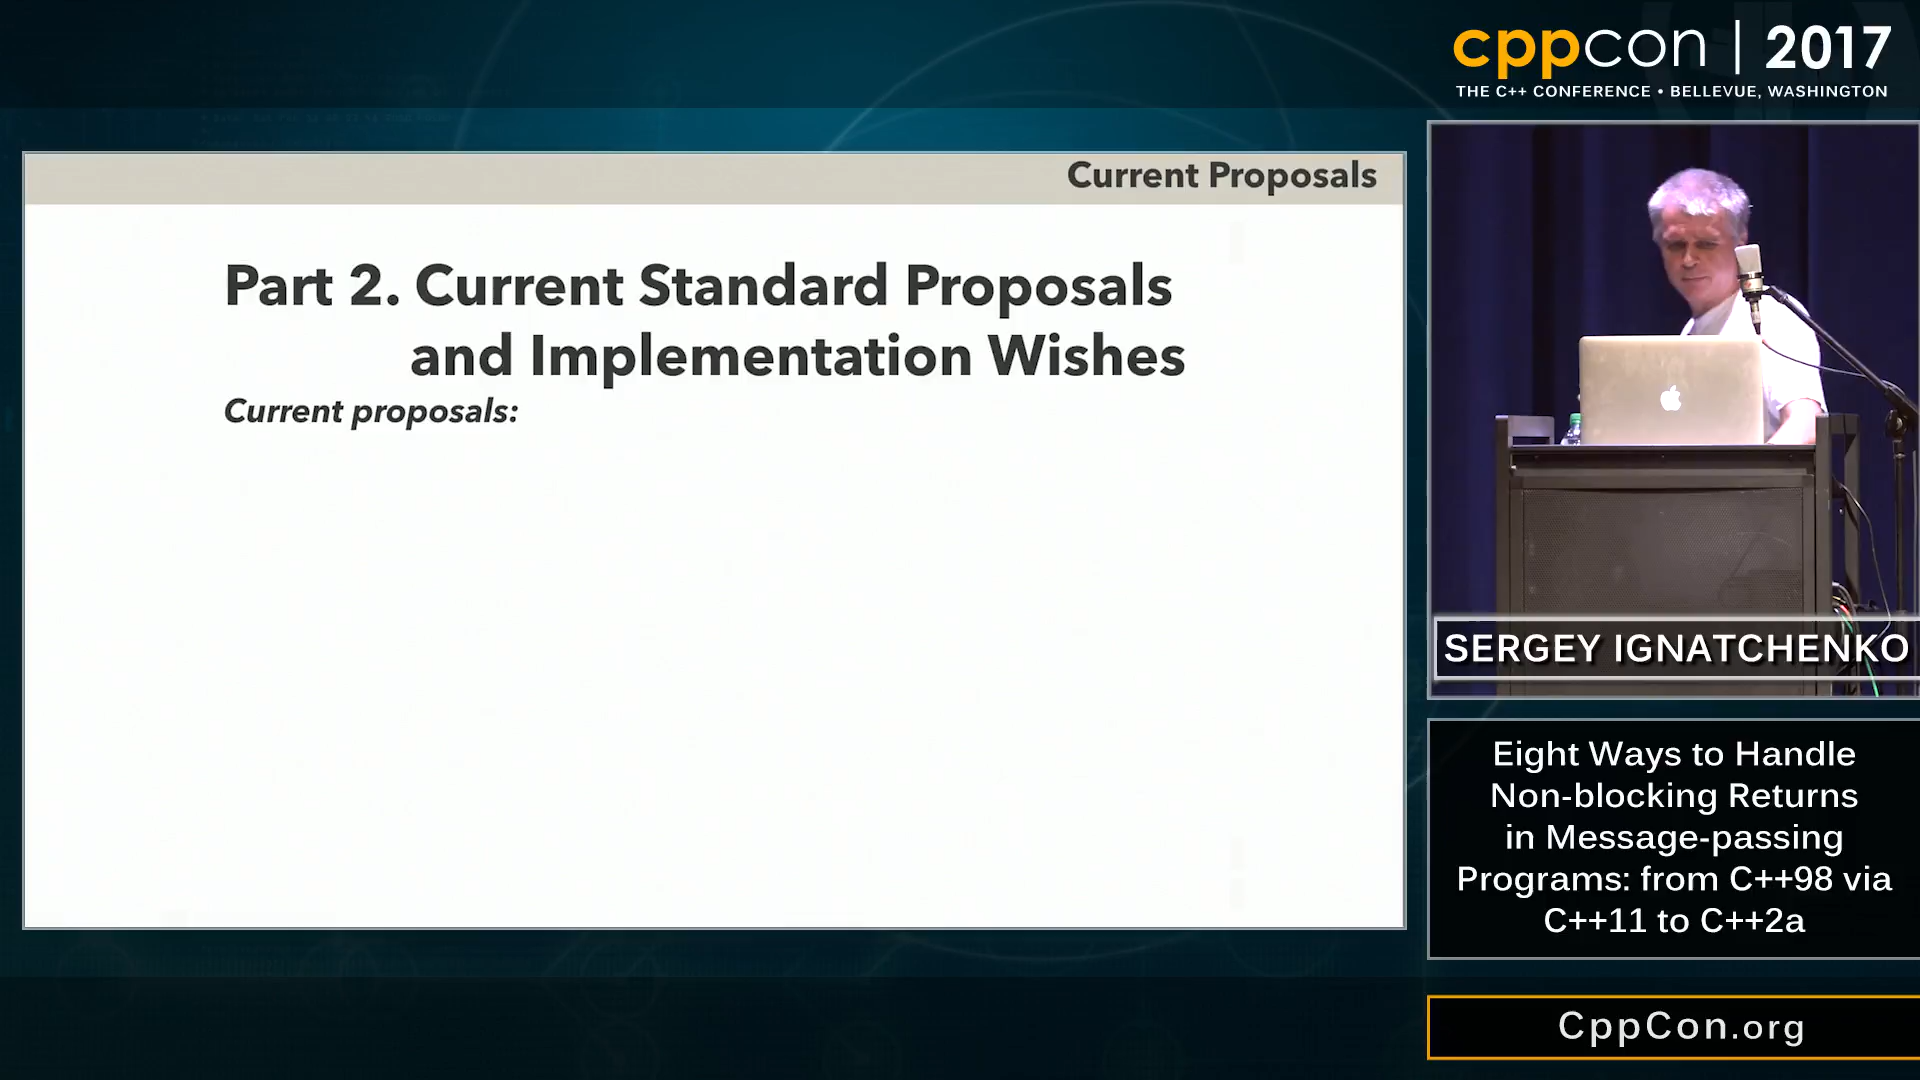 cppcon | 2017
THE C++ CONFERENCE • BELLEVUE, WASHINGTON
Current Proposals
Part 2. Current Standard Proposals
and Implementation Wishes
Current proposals:
SERGEY IGNATCHENKO
Eight Ways to Handle
Non-blocking Returns
in Message-passing
Programs: from C++98 via
C++11 to C++2a
CppCon.org